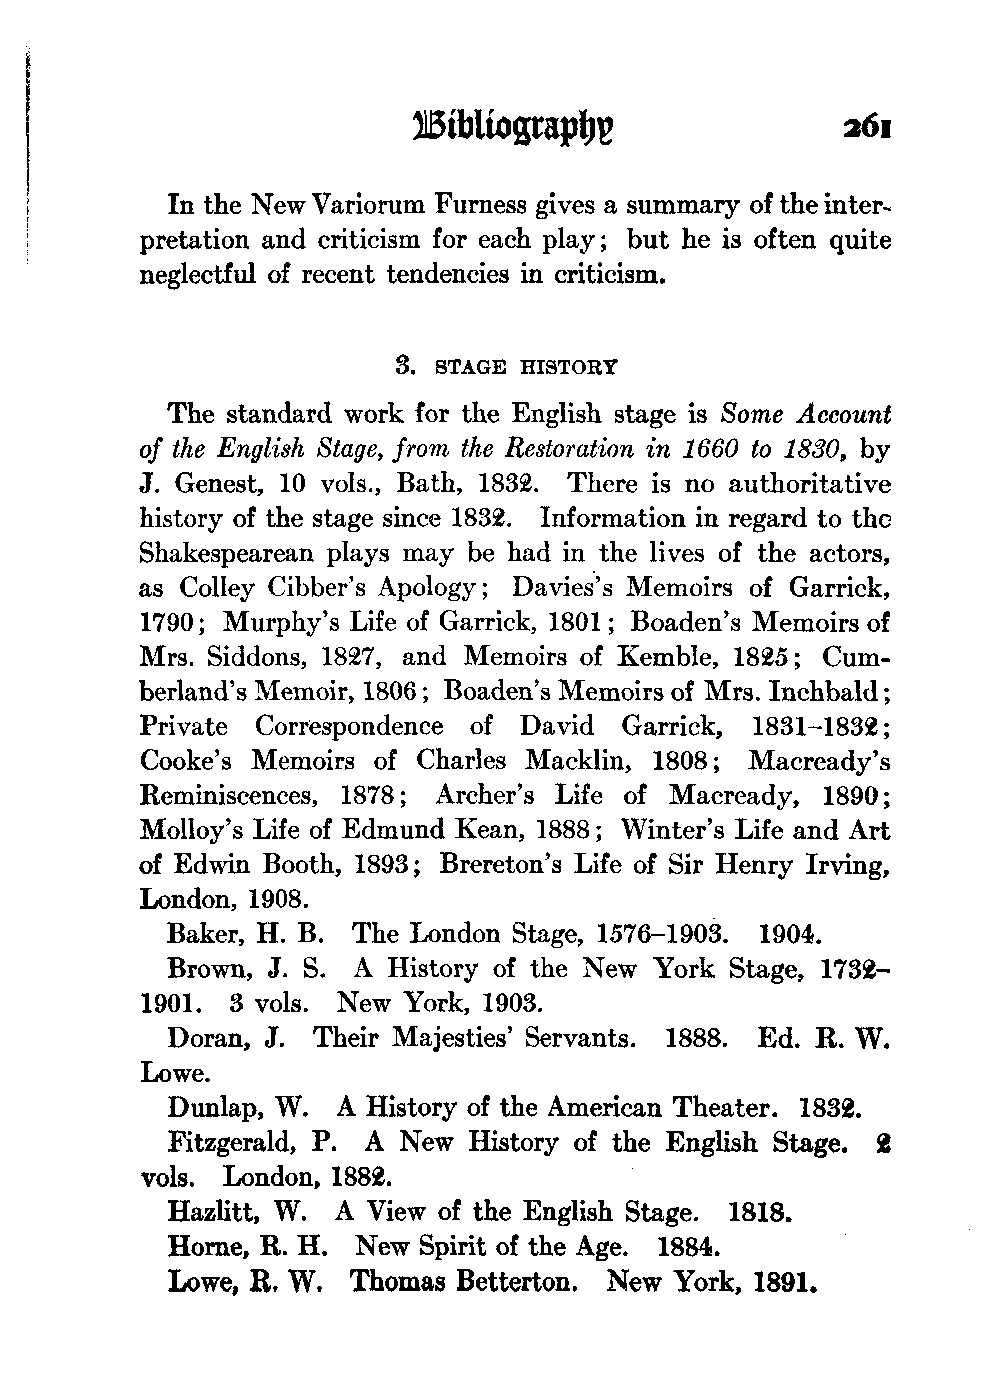 Bibliography 261
In the New Variorum Furness gives a summary of the inter-
pretation and criticism for each play; but he is often quite
neglectful of recent tendencies in criticism.
3. STAGE HISTORY
The standard work for the English stage is Some Account
of the English Stage, from the Restoration in 1660 to 1830, by
J. Genest, 10 vols., Bath, 1832. There is no authoritative
history of the stage since 1832. Information in regard to the
Shakespearean plays may be had in the lives of the actors,
as Colley Cibber's Apology; Davies's Memoirs of Garrick,
1790; Murphy's Life of Garrick, 1801; Boaden's Memoirs of
Mrs. Siddons, 1827, and Memoirs of Kemble, 1825; Cum-
berland's Memoir, 1806; Boaden's Memoirs of Mrs. Inchbald;
Private Correspondence of David Garrick, 1831-1832;
Cooke's Memoirs of Charles Macklin, 1808; Macready's
Reminiscences, 1878; Archer's Life of Macready, 1890;
Molloy's Life of Edmund Kean, 1888; Winter's Life and Art
of Edwin Booth, 1893; Brereton's Life of Sir Henry Irving,
London, 1908.
Baker, H. B. The London Stage, 1576–1903. 1904.
Brown, J. S. A History of the New York Stage, 1732–
1901. 3 vols. New York, 1903.
Doran, J. Their Majesties' Servants. 1888. Ed. R. W.
Lowe.
Dunlap, W. A History of the American Theater. 1832.
Fitzgerald, P. A New History of the English Stage. 2
vols. London, 1882.
Hazlitt, W. A View of the English Stage. 1818.
Horne, R. H. New Spirit of the Age. 1884.
Lowe, R. W. Thomas Betterton. New York, 1891.